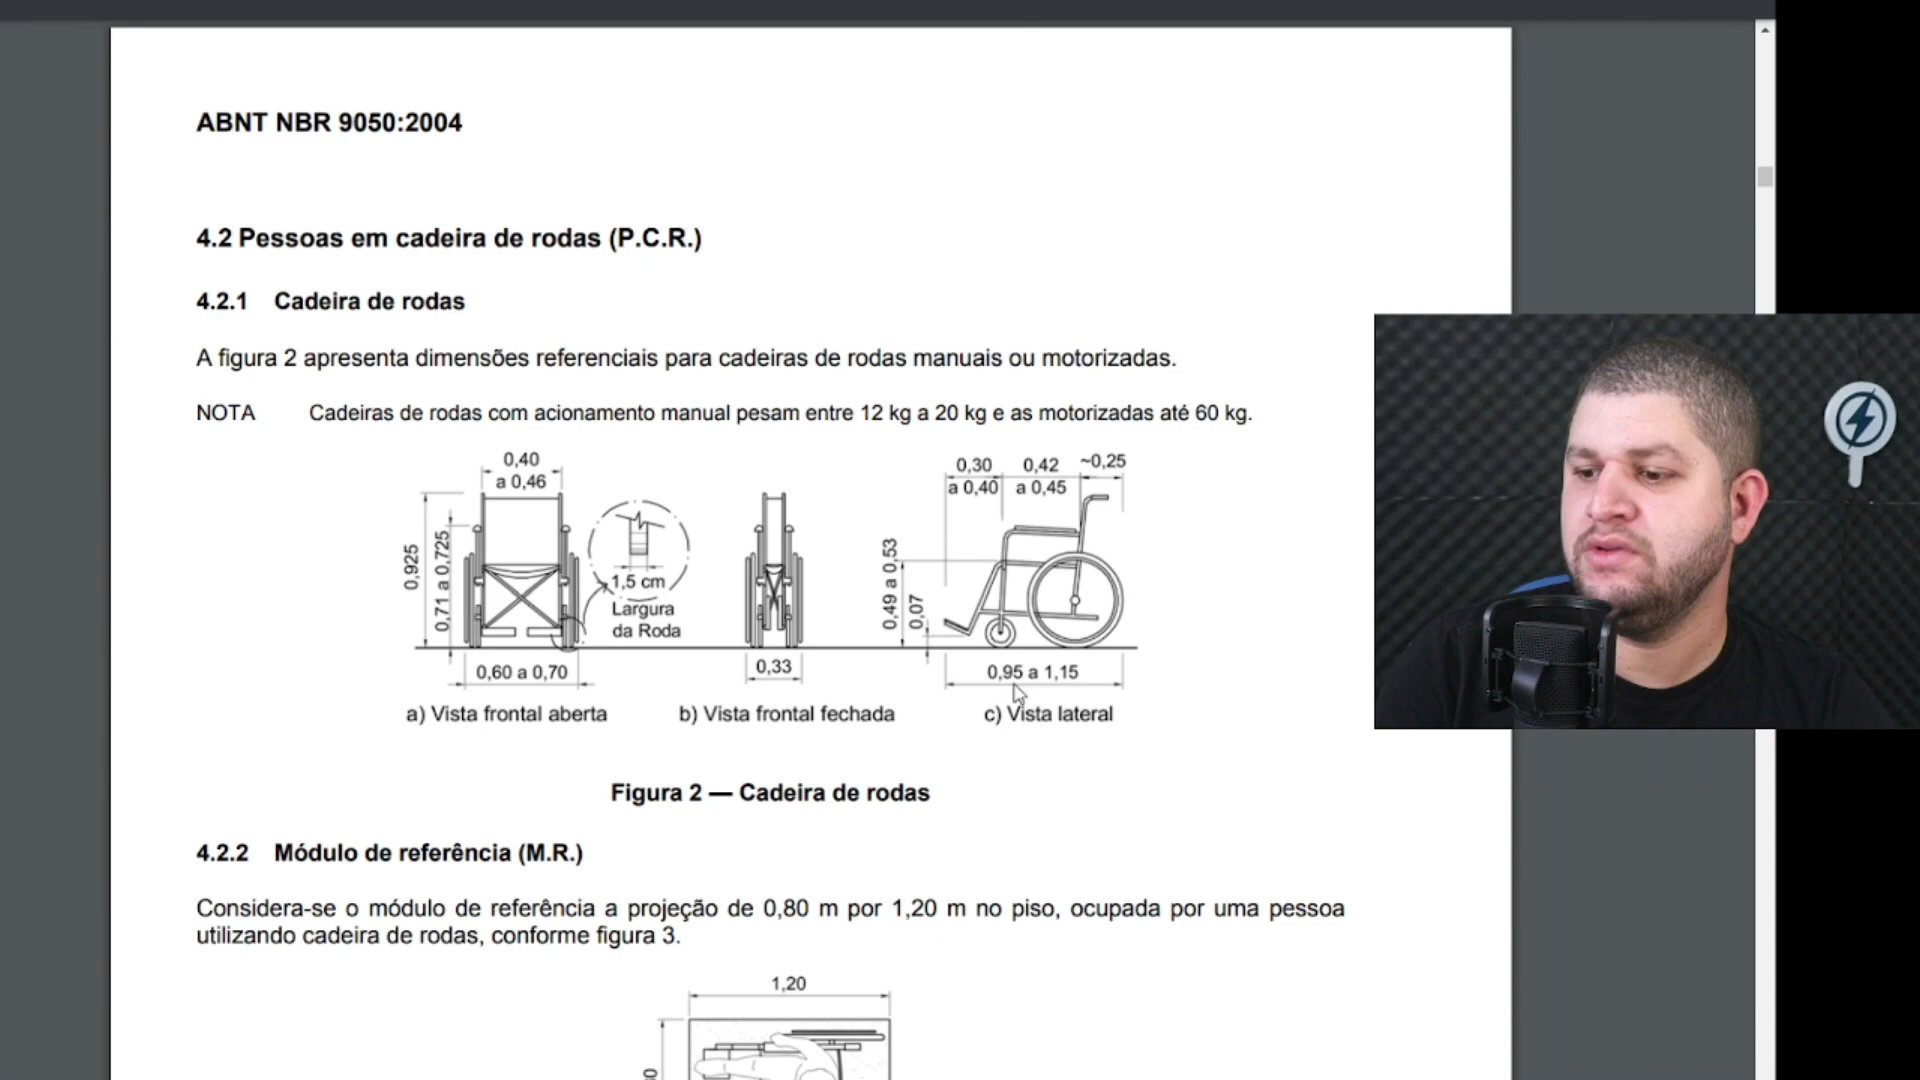 ABNT NBR 9050:2004
4.2 Pessoas em cadeira de rodas (P.C.R.)
4.2.1 Cadeira de rodas
A figura 2 apresenta dimensões referenciais para cadeiras de rodas manuais ou motorizadas.
NOTA Cadeiras de rodas com acionamento manual pesam entre 12 kg a 20 kg e as motorizadas até 60 kg.
0,40
a 0,46
0,925
0,71 a 0,725
1,5 cm
Largura
da Roda
0,60 a 0,70
a) Vista frontal aberta
0,33
b) Vista frontal fechada
0,30
a 0,40
0,42
a 0,45
~0,25
0,49 a 0,53
0,07
0,95 a 1,15
c) Vista lateral
Figura 2 — Cadeira de rodas
4.2.2 Módulo de referência (M.R.)
Considera-se o módulo de referência a projeção de 0,80 m por 1,20 m no piso, ocupada por uma pessoa
utilizando cadeira de rodas, conforme figura 3.
1,20